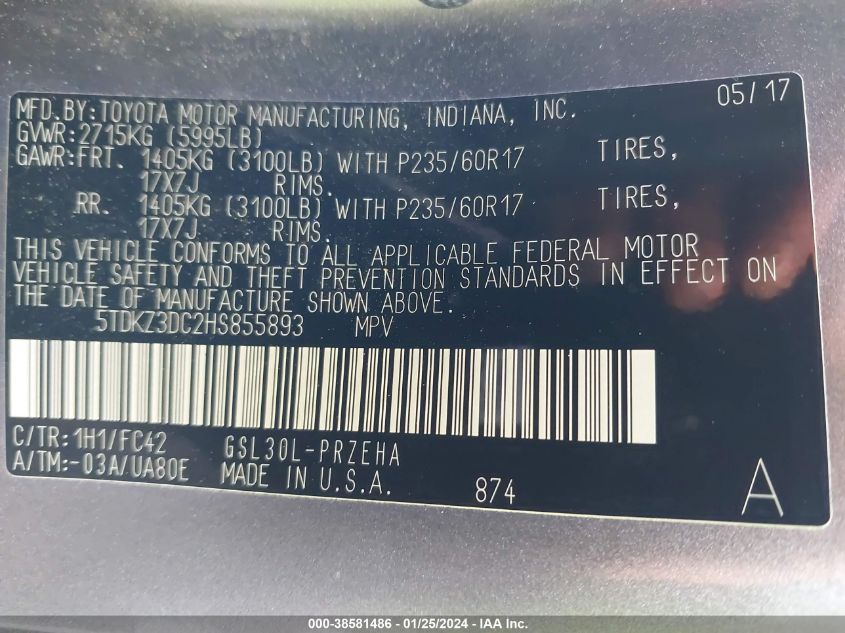 MFD. BY: TOYOTA MOTOR MANUFACTURING, INDIANA, INC. 05/17
GVWR: 2715KG (5995LB)
GAWR: FRT. 1405KG (3100LB) WITH P235/60R17 TIRES,
17X7J RIMS.
RR. 1405KG (3100LB) WITH P235/60R17 TIRES,
17X7J RIMS.
THIS VEHICLE CONFORMS TO ALL APPLICABLE FEDERAL MOTOR
VEHICLE SAFETY AND THEFT PREVENTION STANDARDS IN EFFECT ON
THE DATE OF MANUFACTURE SHOWN ABOVE.
5TDKZ3DC2HS855893 MPV
C/TR: 1H1/FC42 GSL30L-PRZEHA
A/TM: -03A/UA80E MADE IN U.S.A. 874 A
000-38581486 - 01/25/2024 - IAA Inc.